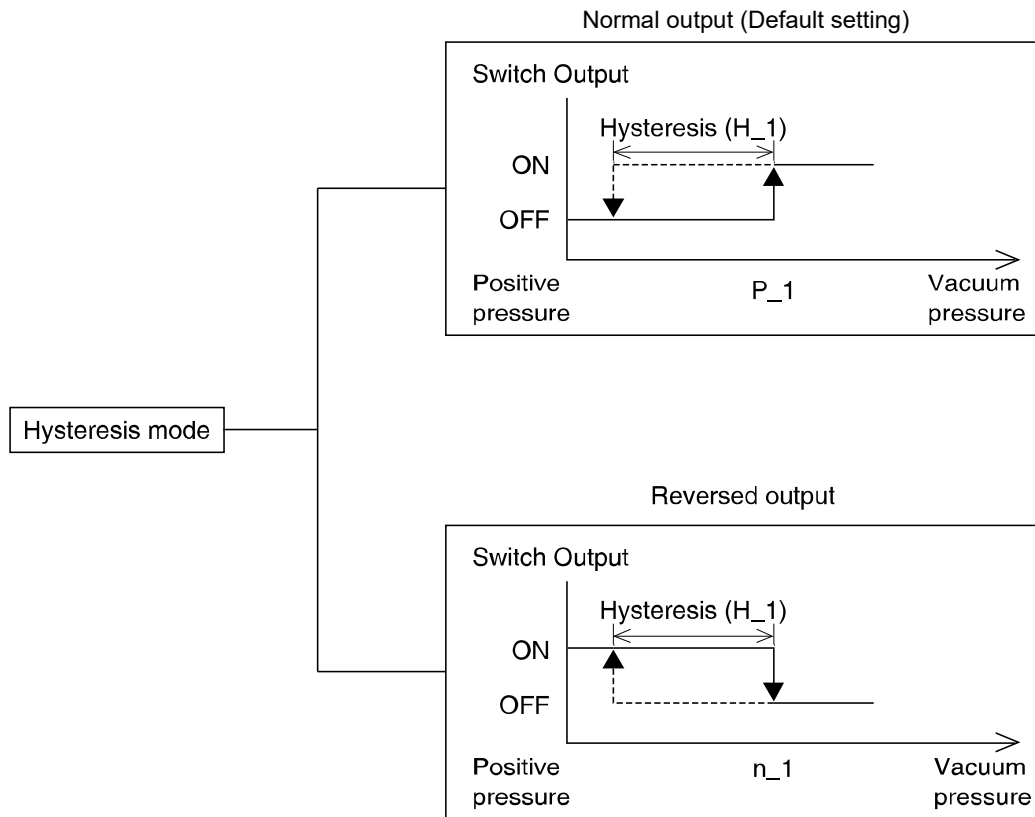 Normal output (Default setting)
Switch Output
Hysteresis (H_1)
ON
OFF
Positive
pressure
P_1
Vacuum
pressure
Hysteresis mode
Reversed output
Switch Output
Hysteresis (H_1)
ON
OFF
Positive
pressure
n_1
Vacuum
pressure